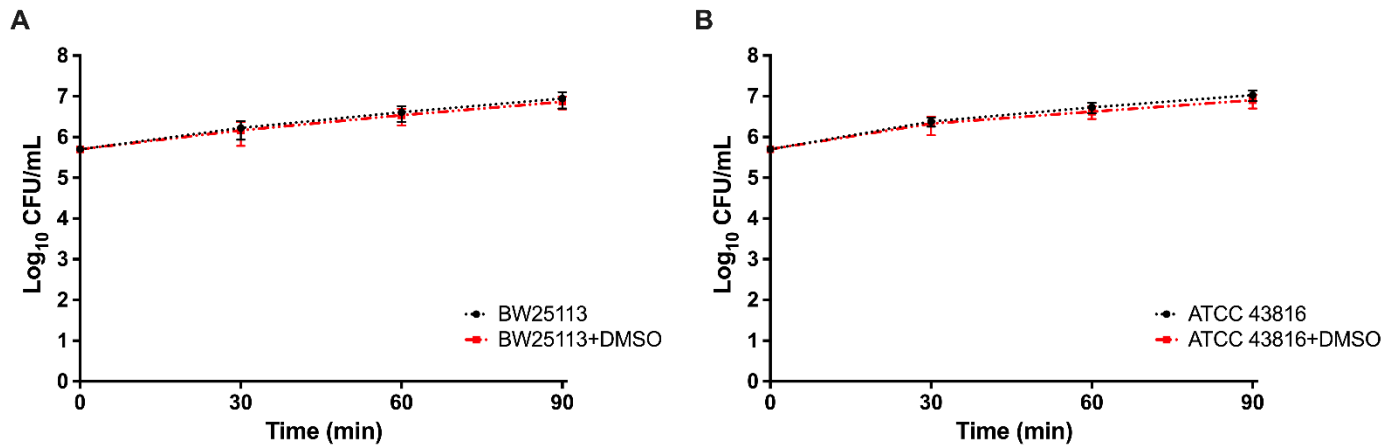 A
8
7
6
5
4
3
2
1
0
Log₁₀ CFU/mL
BW25113
BW25113+DMSO
0 30 60 90
Time (min)
B
8
7
6
5
4
3
2
1
0
Log₁₀ CFU/mL
ATCC 43816
ATCC 43816+DMSO
0 30 60 90
Time (min)